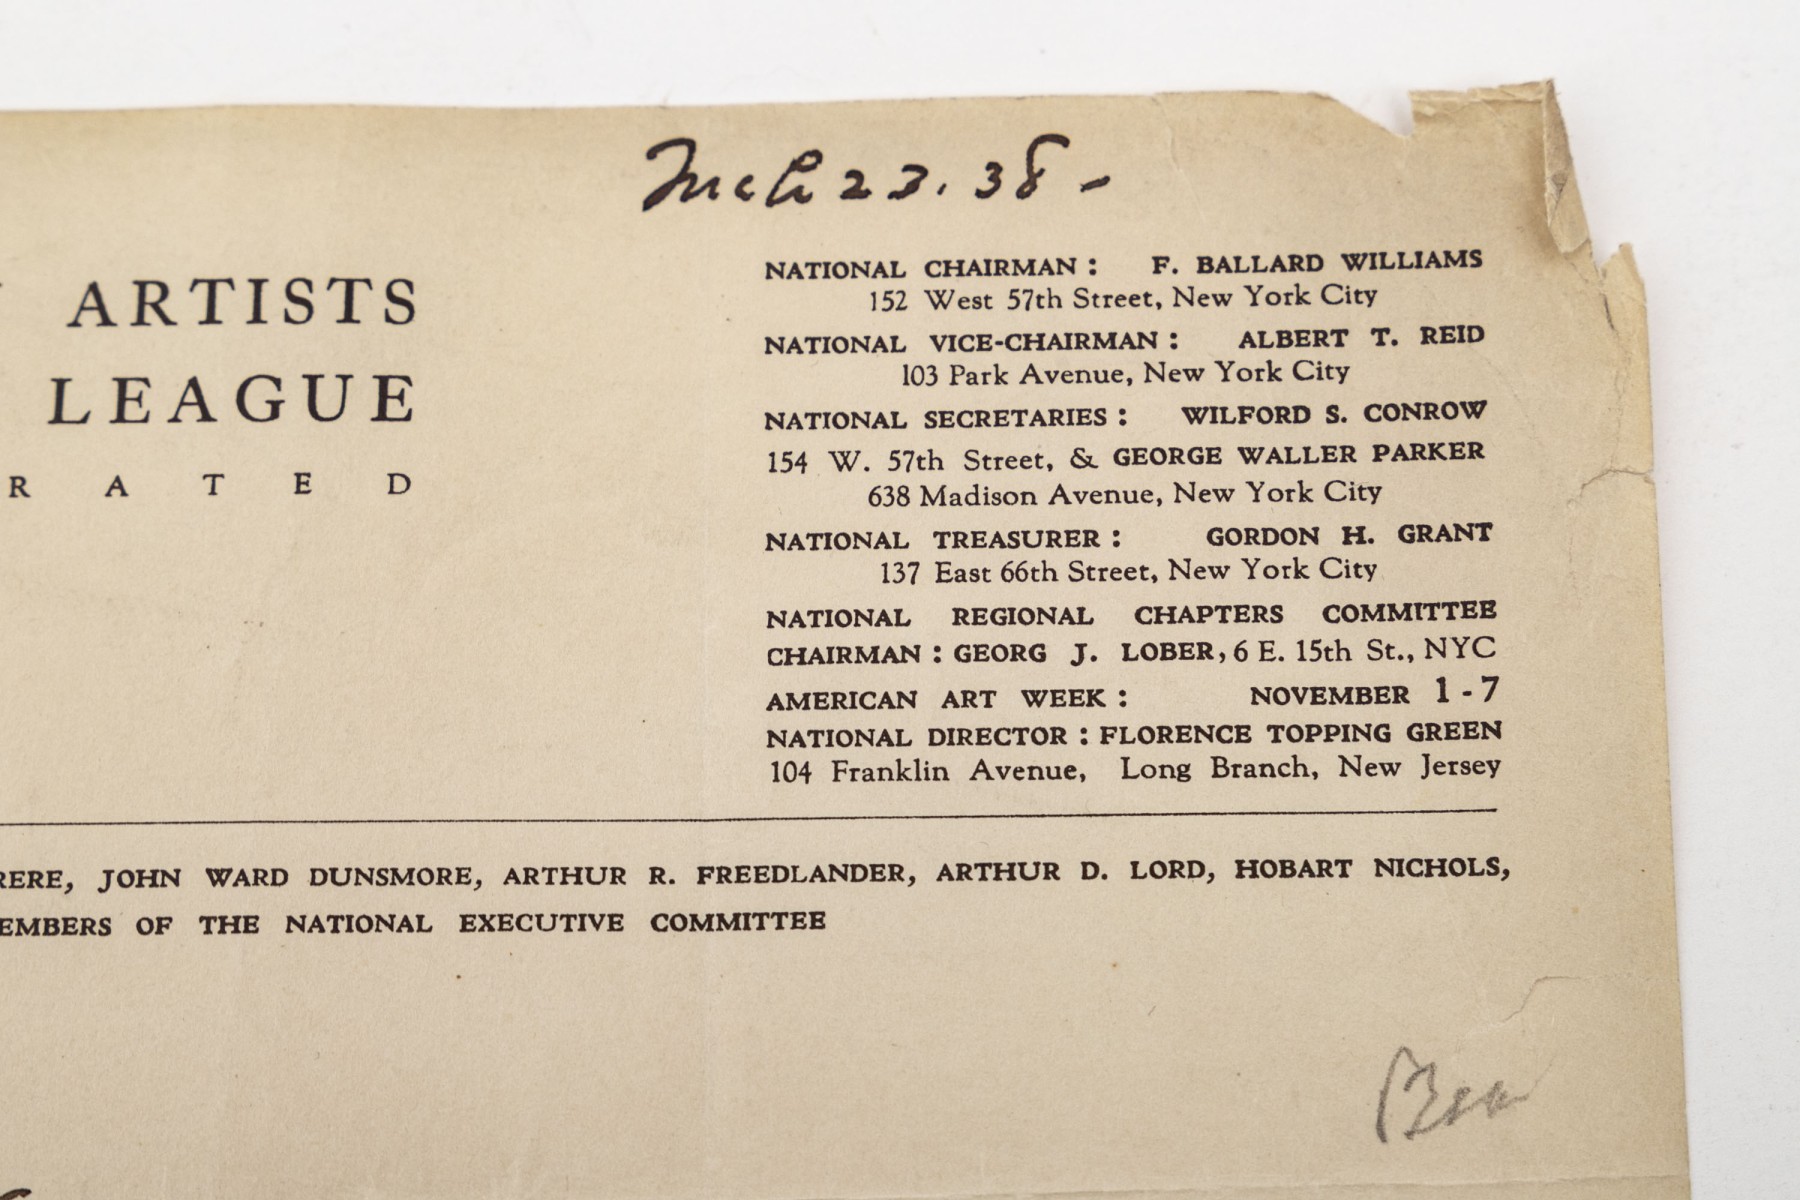 Mch 23. 38 -
ARTISTS
LEAGUE
R A T E D
NATIONAL CHAIRMAN : F. BALLARD WILLIAMS
152 West 57th Street, New York City
NATIONAL VICE-CHAIRMAN : ALBERT T. REID
103 Park Avenue, New York City
NATIONAL SECRETARIES : WILFORD S. CONROW
154 W. 57th Street, & GEORGE WALLER PARKER
638 Madison Avenue, New York City
NATIONAL TREASURER : GORDON H. GRANT
137 East 66th Street, New York City
NATIONAL REGIONAL CHAPTERS COMMITTEE
CHAIRMAN : GEORG J. LOBER, 6 E. 15th St., NYC
AMERICAN ART WEEK : NOVEMBER 1 - 7
NATIONAL DIRECTOR : FLORENCE TOPPING GREEN
104 Franklin Avenue, Long Branch, New Jersey
RERE, JOHN WARD DUNSMORE, ARTHUR R. FREEDLANDER, ARTHUR D. LORD, HOBART NICHOLS,
EMBERS OF THE NATIONAL EXECUTIVE COMMITTEE